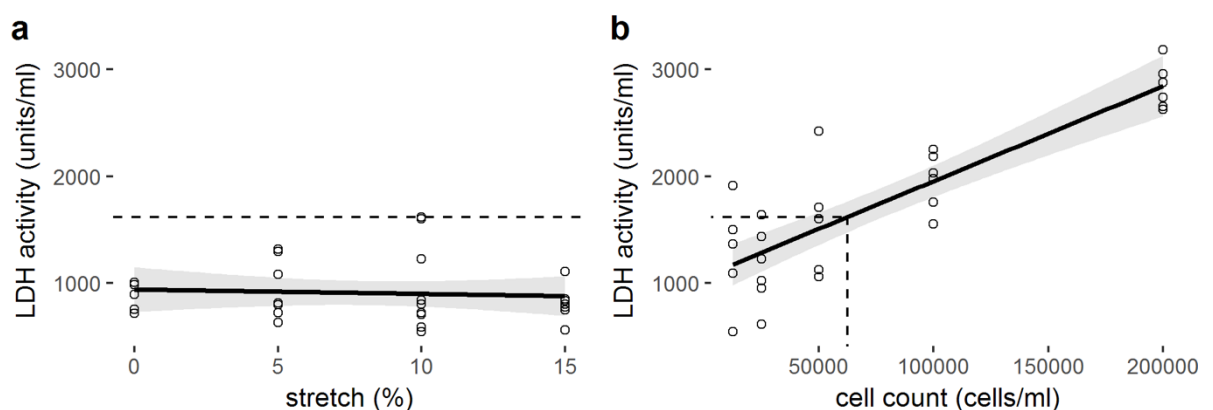 a
LDH activity (units/ml)
3000
2000
1000
0
5
10
15
stretch (%)
b
LDH activity (units/ml)
3000
2000
1000
50000
100000
150000
200000
cell count (cells/ml)